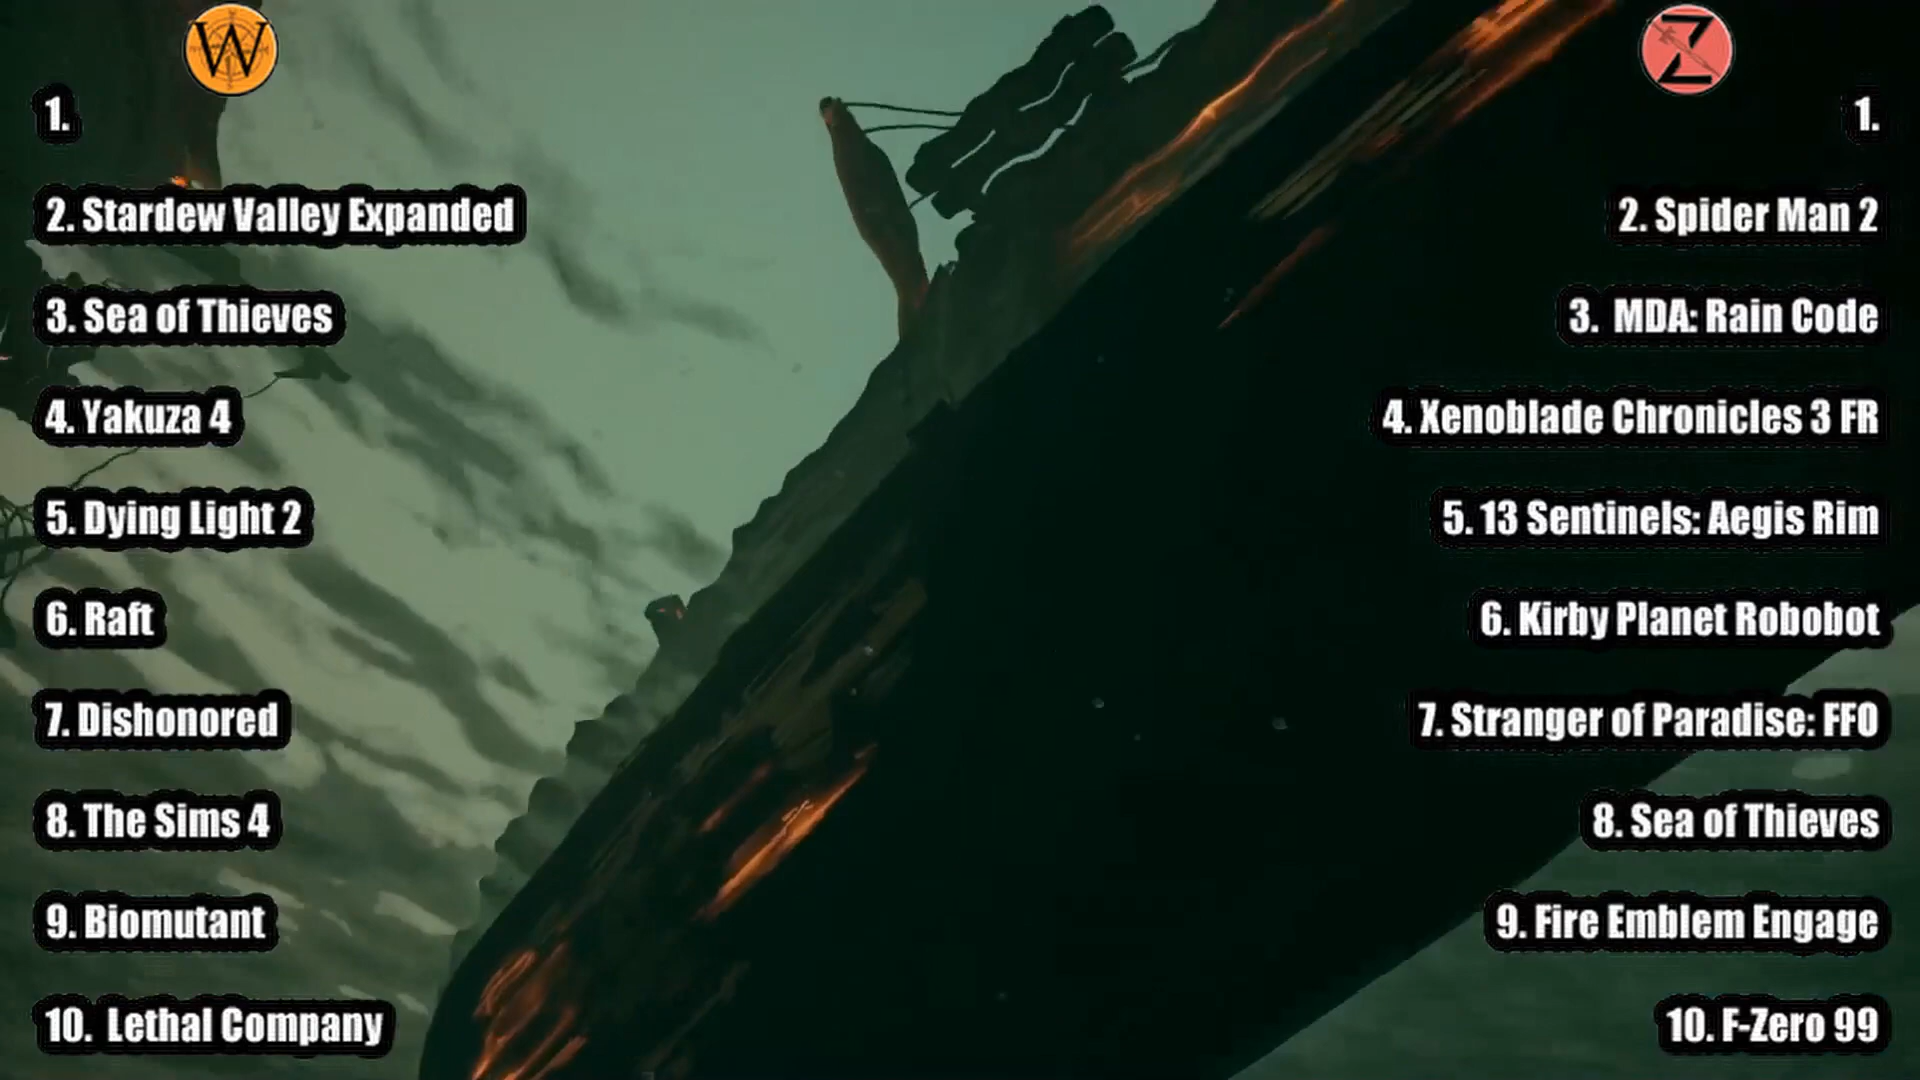 W
1.
2. Stardew Valley Expanded
3. Sea of Thieves
4. Yakuza 4
5. Dying Light 2
6. Raft
7. Dishonored
8. The Sims 4
9. Biomutant
10. Lethal Company
Z
1.
2. Spider Man 2
3. MDA: Rain Code
4. Xenoblade Chronicles 3 FR
5. 13 Sentinels: Aegis Rim
6. Kirby Planet Robobot
7. Stranger of Paradise: FFO
8. Sea of Thieves
9. Fire Emblem Engage
10. F-Zero 99